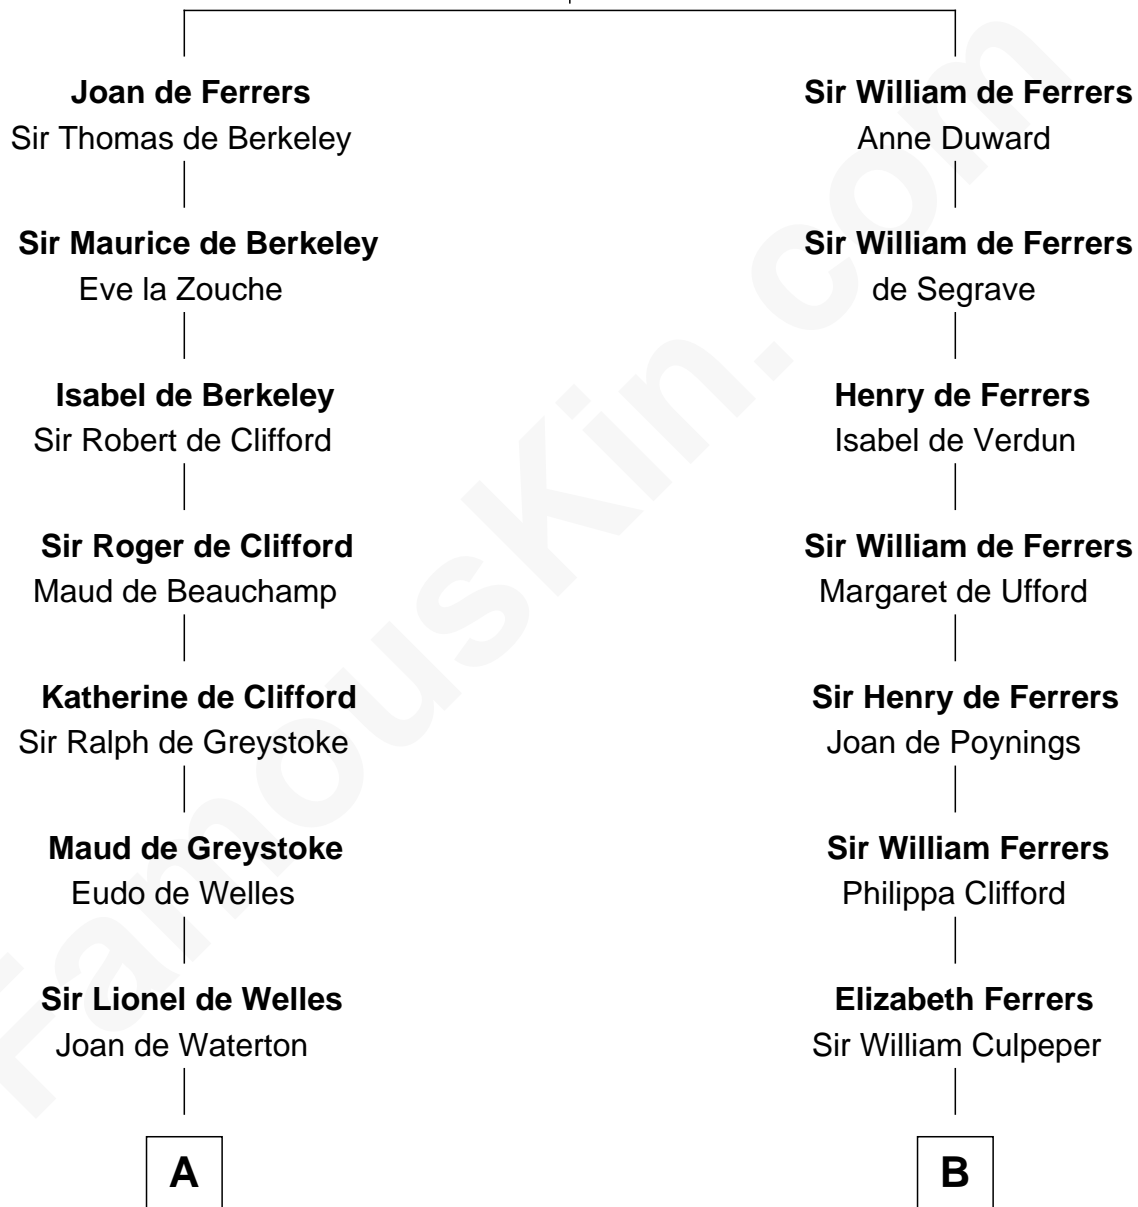 Joan de Ferrers
Sir Thomas de Berkeley
Sir Maurice de Berkeley
Eve la Zouche
Isabel de Berkeley
Sir Robert de Clifford
Sir Roger de Clifford
Maud de Beauchamp
Katherine de Clifford
Sir Ralph de Greystoke
Maud de Greystoke
Eudo de Welles
Sir Lionel de Welles
Joan de Waterton
A
Sir William de Ferrers
Anne Duward
Sir William de Ferrers
de Segrave
Henry de Ferrers
Isabel de Verdun
Sir William de Ferrers
Margaret de Ufford
Sir Henry de Ferrers
Joan de Poynings
Sir William Ferrers
Philippa Clifford
Elizabeth Ferrers
Sir William Culpeper
B
FamousKin.com